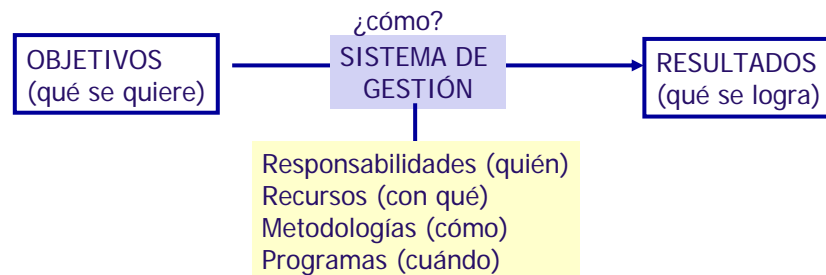 ¿cómo?
OBJETIVOS
(qué se quiere)
SISTEMA DE
GESTIÓN
RESULTADOS
(qué se logra)
Responsabilidades (quién)
Recursos (con qué)
Metodologías (cómo)
Programas (cuándo)